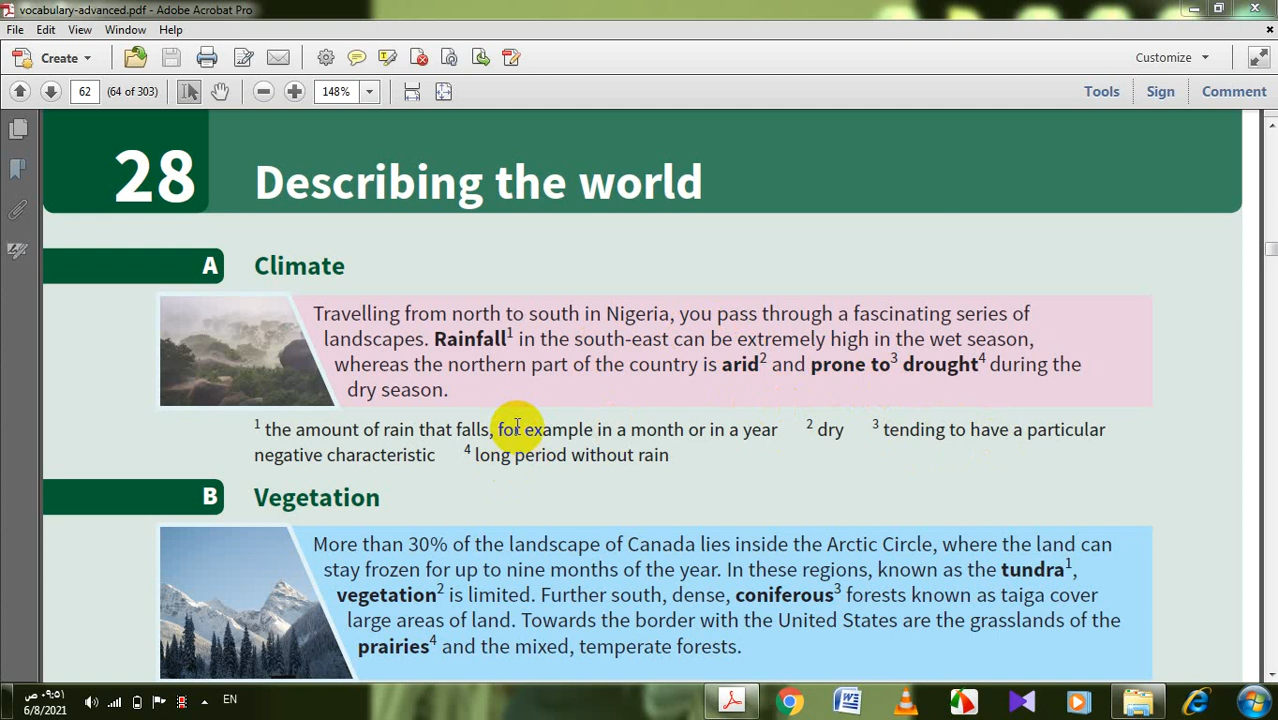 vocabulary-advanced.pdf - Adobe Acrobat Pro
File Edit View Window Help
Create Customize
62 (64 of 303) 148% Tools Sign Comment
28 Describing the world
A Climate
Travelling from north to south in Nigeria, you pass through a fascinating series of
landscapes. Rainfall1 in the south-east can be extremely high in the wet season,
whereas the northern part of the country is arid2 and prone to3 drought4 during the
dry season.
1 the amount of rain that falls, for example in a month or in a year 2 dry 3 tending to have a particular
negative characteristic 4 long period without rain
B Vegetation
More than 30% of the landscape of Canada lies inside the Arctic Circle, where the land can
stay frozen for up to nine months of the year. In these regions, known as the tundra1,
vegetation2 is limited. Further south, dense, coniferous3 forests known as taiga cover
large areas of land. Towards the border with the United States are the grasslands of the
prairies4 and the mixed, temperate forests.
ص ٠٩:٥١
6/8/2021 EN